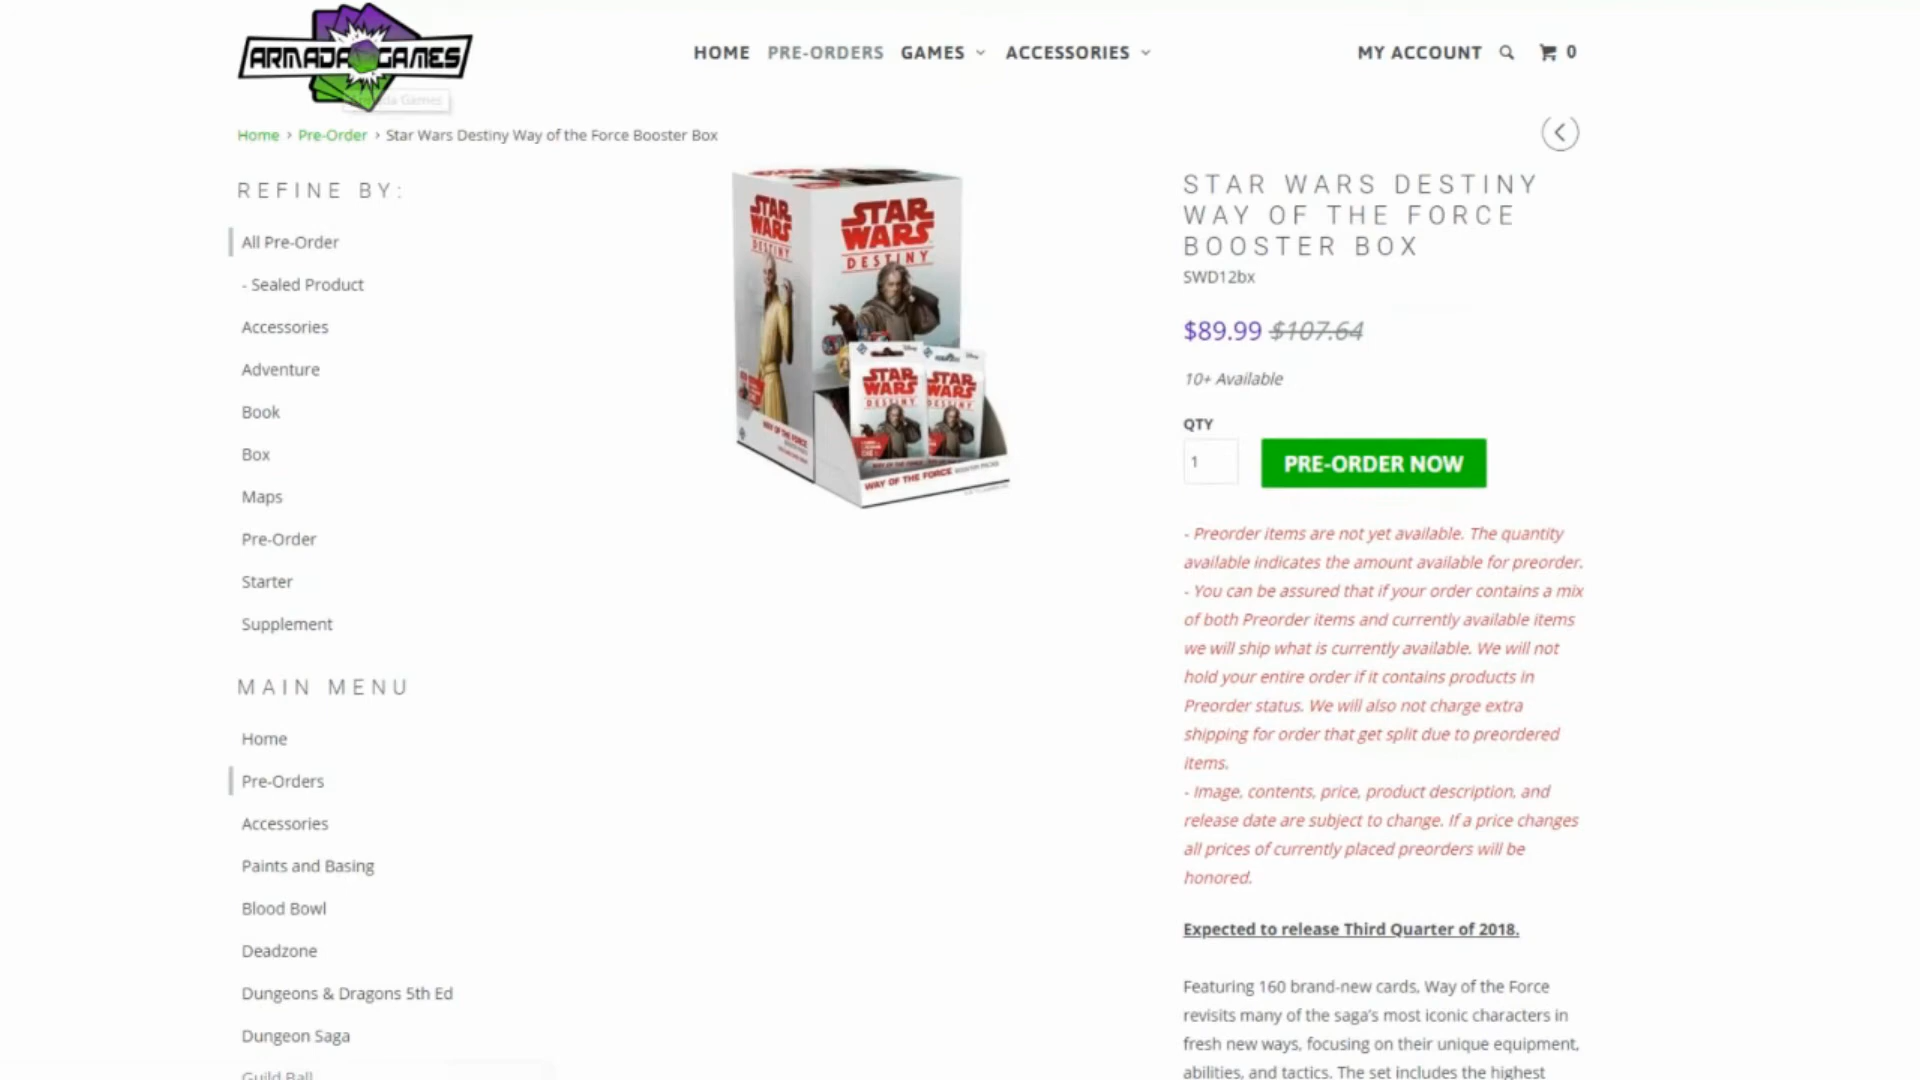 ARMADA GAMES
HOME PRE-ORDERS GAMES ACCESSORIES
MY ACCOUNT 0
Home › Pre-Order › Star Wars Destiny Way of the Force Booster Box
REFINE BY:
All Pre-Order
- Sealed Product
Accessories
Adventure
Book
Box
Maps
Pre-Order
Starter
Supplement
MAIN MENU
Home
Pre-Orders
Accessories
Paints and Basing
Blood Bowl
Deadzone
Dungeons & Dragons 5th Ed
Dungeon Saga
Guild Ball
STAR WARS
DESTINY
STAR WARS
DESTINY
STAR WARS
DESTINY
STAR WARS
DESTINY
WAY OF THE FORCE
WAY OF THE FORCE BOOSTER PACKS
STAR WARS DESTINY
WAY OF THE FORCE
BOOSTER BOX
SWD12bx
$89.99 $107.64
10+ Available
QTY
1 PRE-ORDER NOW
- Preorder items are not yet available. The quantity
available indicates the amount available for preorder.
- You can be assured that if your order contains a mix
of both Preorder items and currently available items
we will ship what is currently available. We will not
hold your entire order if it contains products in
Preorder status. We will also not charge extra
shipping for order that get split due to preordered
items.
- Image, contents, price, product description, and
release date are subject to change. If a price changes
all prices of currently placed preorders will be
honored.
Expected to release Third Quarter of 2018.
Featuring 160 brand-new cards, Way of the Force
revisits many of the saga's most iconic characters in
fresh new ways, focusing on their unique equipment,
abilities, and tactics. The set includes the highest